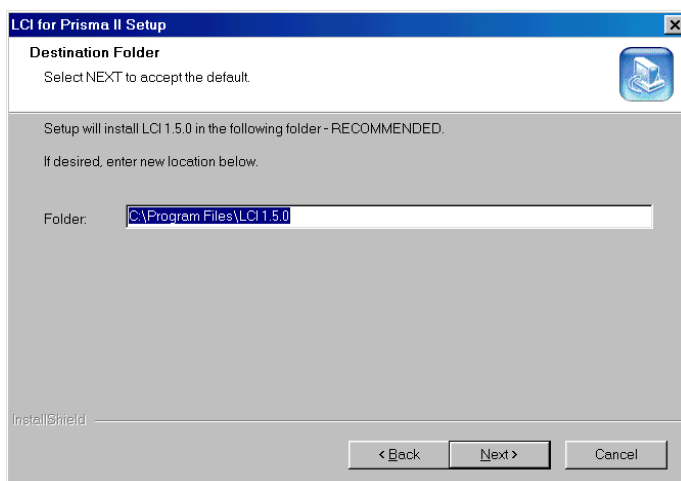 LCI for Prisma II Setup
Destination Folder
Select NEXT to accept the default.
Setup will install LCI 1.5.0 in the following folder - RECOMMENDED.
If desired, enter new location below.
Folder: C:\Program Files\LCI 1.5.0
InstallShield
< Back Next > Cancel